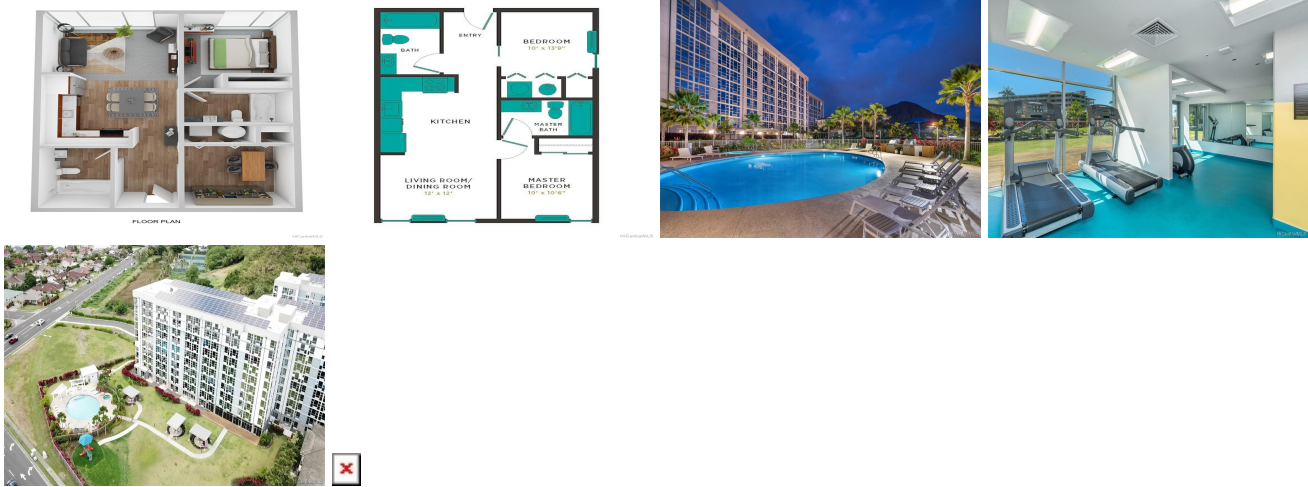 FLOOR PLAN
BATH
ENTRY
BEDROOM
10' x 13'9"
KITCHEN
MASTER
BATH
LIVING ROOM/
DINING ROOM
12' x 12'
MASTER
BEDROOM
10' x 10'6"